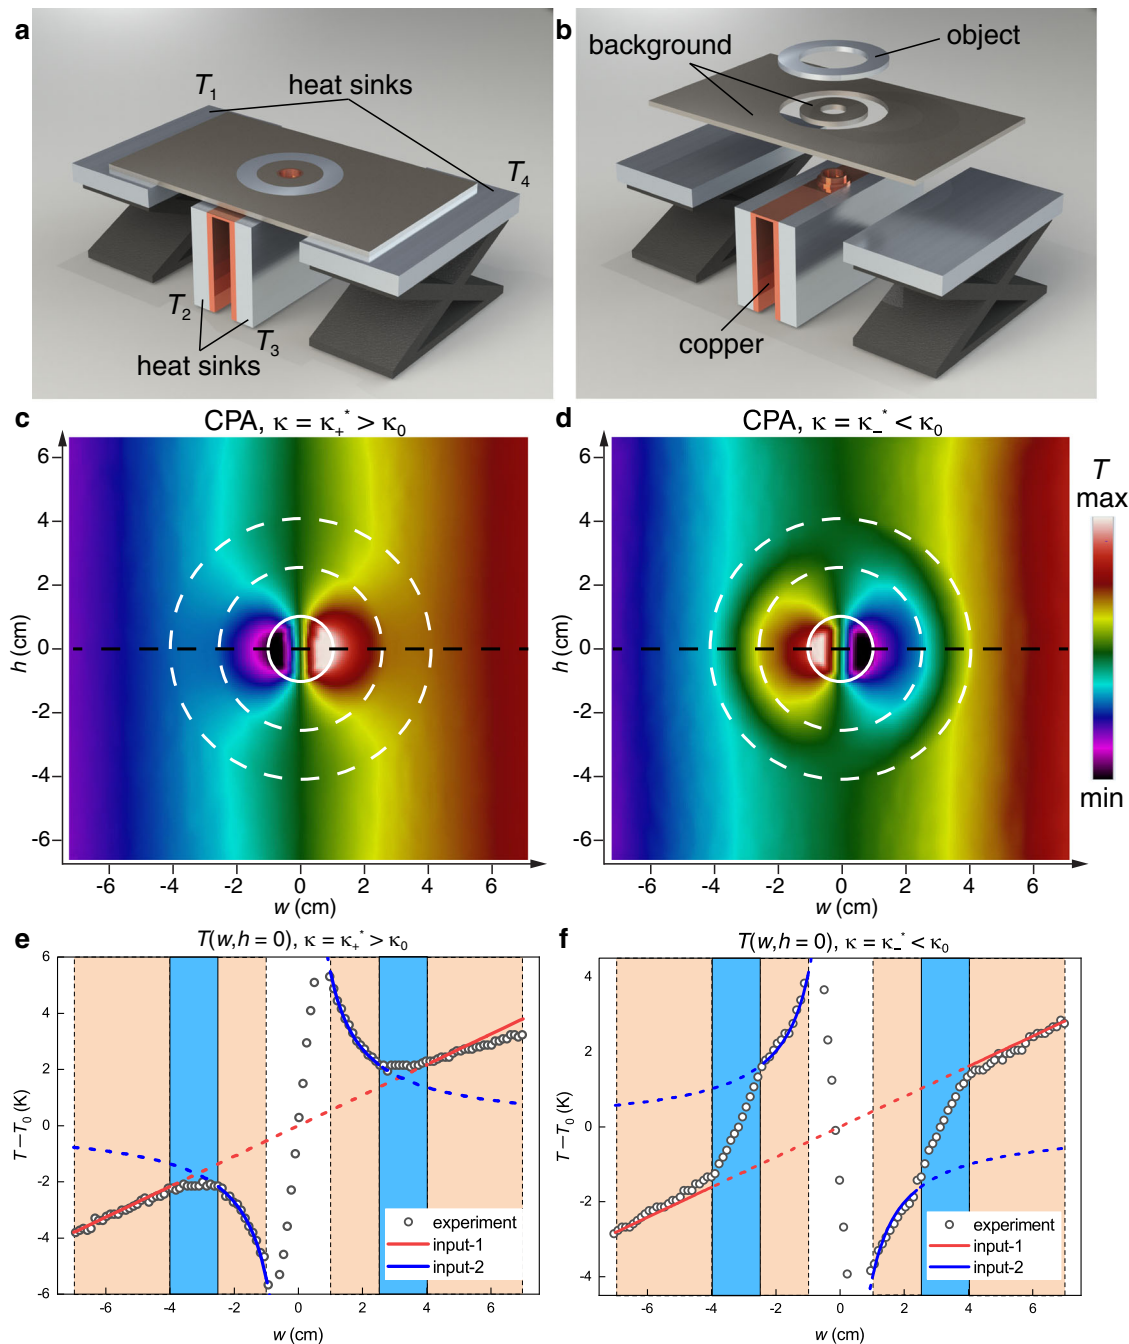 a
T₁
heat sinks
T₄
T₂
T₃
heat sinks
b
background
object
copper
c
CPA, κ = κ₊* > κ₀
6
4
2
0
-2
-4
-6
h (cm)
-6 -4 -2 0 2 4 6
w (cm)
d
CPA, κ = κ₋* < κ₀
6
4
2
0
-2
-4
-6
h (cm)
-6 -4 -2 0 2 4 6
w (cm)
T
max
min
e
T(w,h = 0), κ = κ₊* > κ₀
6
4
2
0
-2
-4
-6
T – T₀ (K)
experiment
input-1
input-2
-6 -4 -2 0 2 4 6
w (cm)
f
T(w,h = 0), κ = κ₋* < κ₀
4
2
0
-2
-4
T – T₀ (K)
experiment
input-1
input-2
-6 -4 -2 0 2 4 6
w (cm)